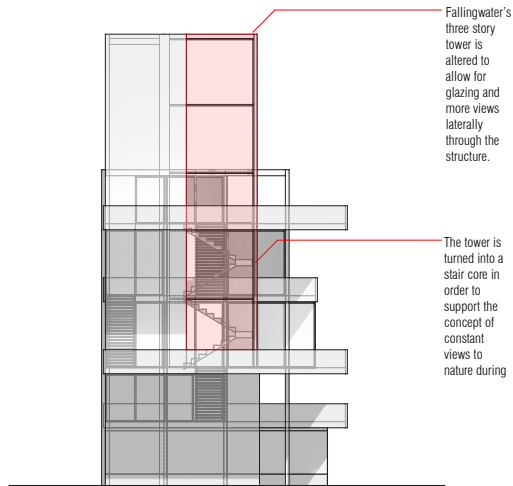 Fallingwater's
three story
tower is
altered to
allow for
glazing and
more views
laterally
through the
structure.
The tower is
turned into a
stair core in
order to
support the
concept of
constant
views to
nature during